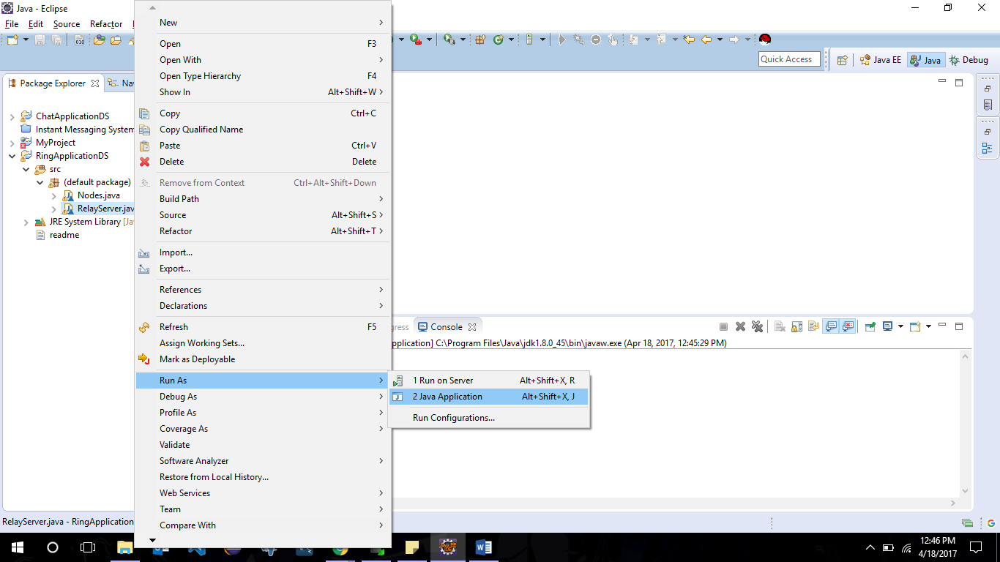 Java - Eclipse
File Edit Source Refactor
Quick Access
Java EE
Java
Debug
Package Explorer
Nav
ChatApplicationDS
Instant Messaging System
MyProject
RingApplicationDS
src
(default package)
Nodes.java
RelayServer.jav
JRE System Library [Jav
readme
New
Open F3
Open With
Open Type Hierarchy F4
Show In Alt+Shift+W
Copy Ctrl+C
Copy Qualified Name
Paste Ctrl+V
Delete Delete
Remove from Context Ctrl+Alt+Shift+Down
Build Path
Source Alt+Shift+S
Refactor Alt+Shift+T
Import...
Export...
References
Declarations
Refresh F5
Assign Working Sets...
Mark as Deployable
Run As
Debug As
Profile As
Coverage As
Validate
Software Analyzer
Restore from Local History...
Web Services
Team
Compare With
1 Run on Server Alt+Shift+X, R
2 Java Application Alt+Shift+X, J
Run Configurations...
gress
Console
pplication] C:\Program Files\Java\jdk1.8.0_45\bin\javaw.exe (Apr 18, 2017, 12:45:29 PM)
RelayServer.java - RingApplication
12:46 PM
4/18/2017